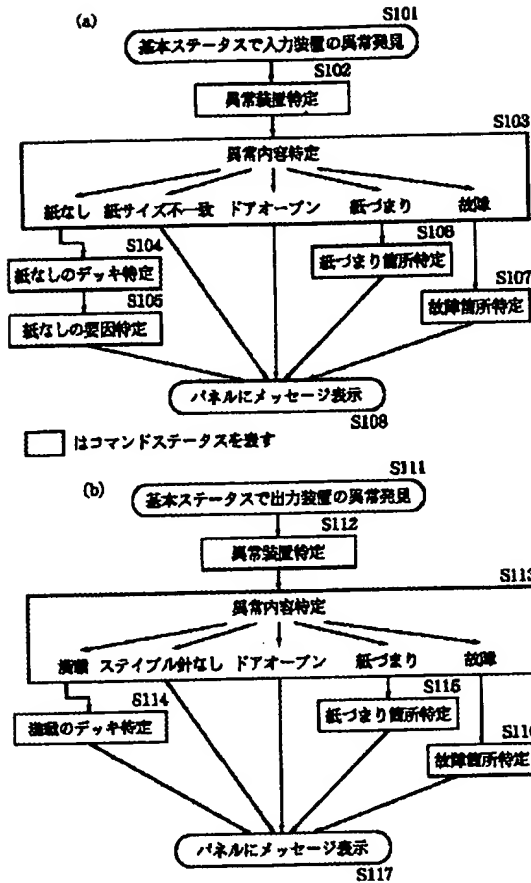 (a)
S101
基本ステータスで入力装置の異常発見
S102
異常装置特定
S103
異常内容特定
紙なし 紙サイズ不一致 ドアオープン 紙づまり 故障
S104
紙なしのデッキ特定
S105
紙なしの要因特定
S106
紙づまり箇所特定
S107
故障箇所特定
パネルにメッセージ表示
S108
はコマンドステータスを表す
(b)
S111
基本ステータスで出力装置の異常発見
S112
異常装置特定
S113
異常内容特定
満載 ステイプル針なし ドアオープン 紙づまり 故障
S114
満載のデッキ特定
S115
紙づまり箇所特定
S116
故障箇所特定
パネルにメッセージ表示
S117